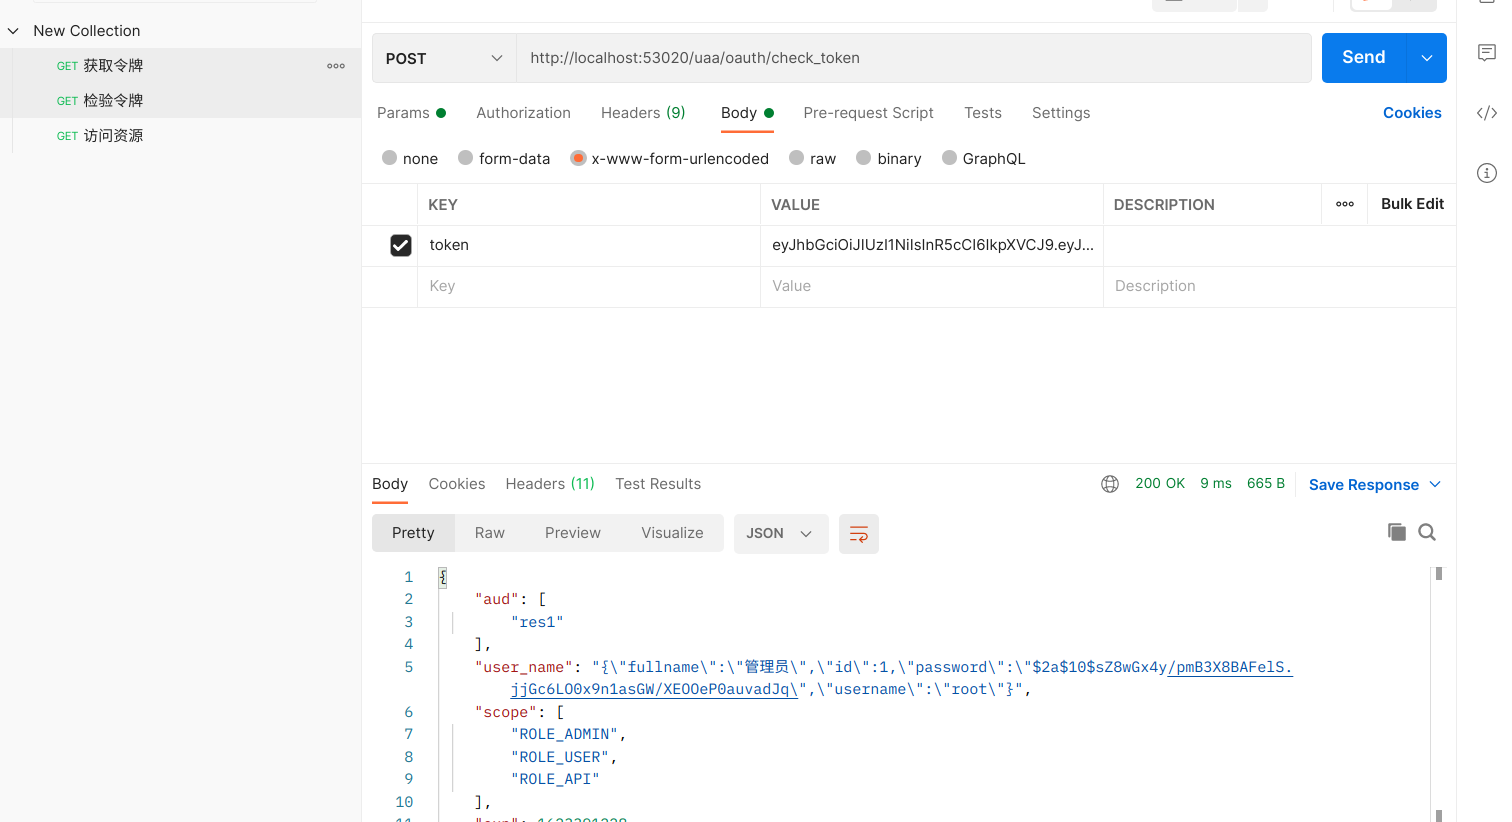 New Collection
GET 获取令牌
GET 检验令牌
GET 访问资源
POST http://localhost:53020/uaa/oauth/check_token Send
Params Authorization Headers (9) Body Pre-request Script Tests Settings Cookies
none form-data x-www-form-urlencoded raw binary GraphQL
KEY VALUE DESCRIPTION Bulk Edit
token eyJhbGciOiJIUzI1NiIsInR5cCI6IkpXVCJ9.eyJ...
Key Value Description
Body Cookies Headers (11) Test Results 200 OK 9 ms 665 B Save Response
Pretty Raw Preview Visualize JSON
1 {
2 "aud": [
3 "res1"
4 ],
5 "user_name": "{\"fullname\":\"管理员\",\"id\":1,\"password\":\"$2a$10$sZ8wGx4y/pmB3X8BAFelS.
jjGc6LO0x9n1asGW/XEOOeP0auvadJq\",\"username\":\"root\"}",
6 "scope": [
7 "ROLE_ADMIN",
8 "ROLE_USER",
9 "ROLE_API"
10 ],